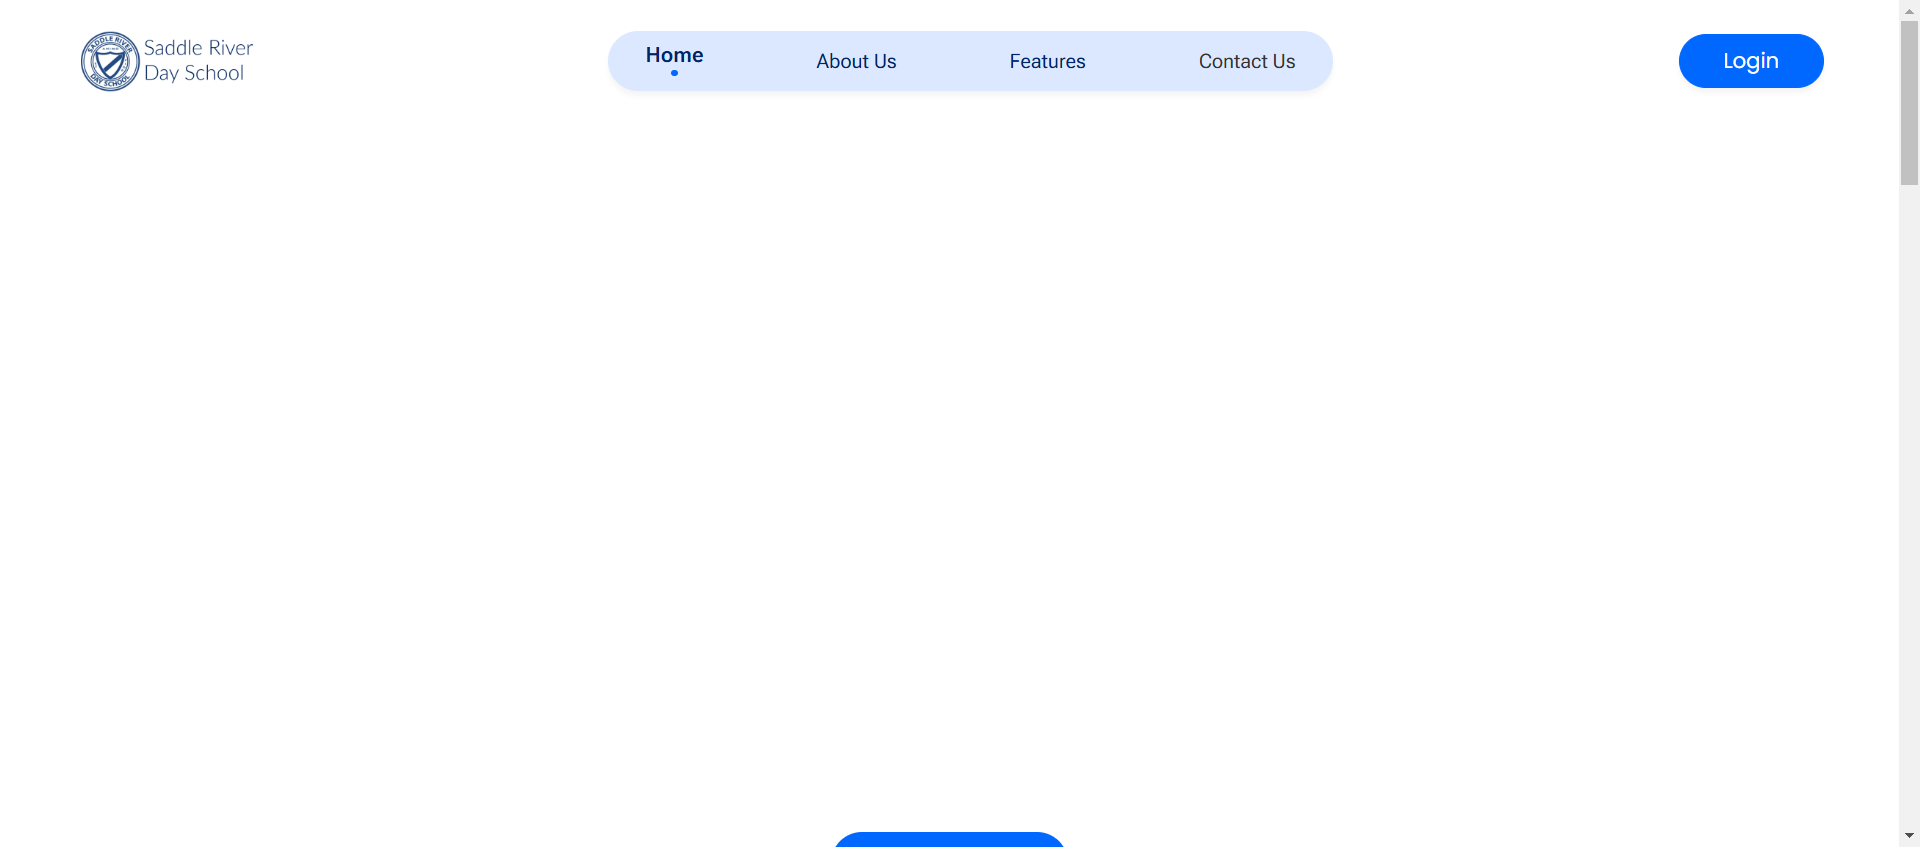 SADDLE RIVER
DAY SCHOOL
Saddle River
Day School
Home
About Us
Features
Contact Us
Login